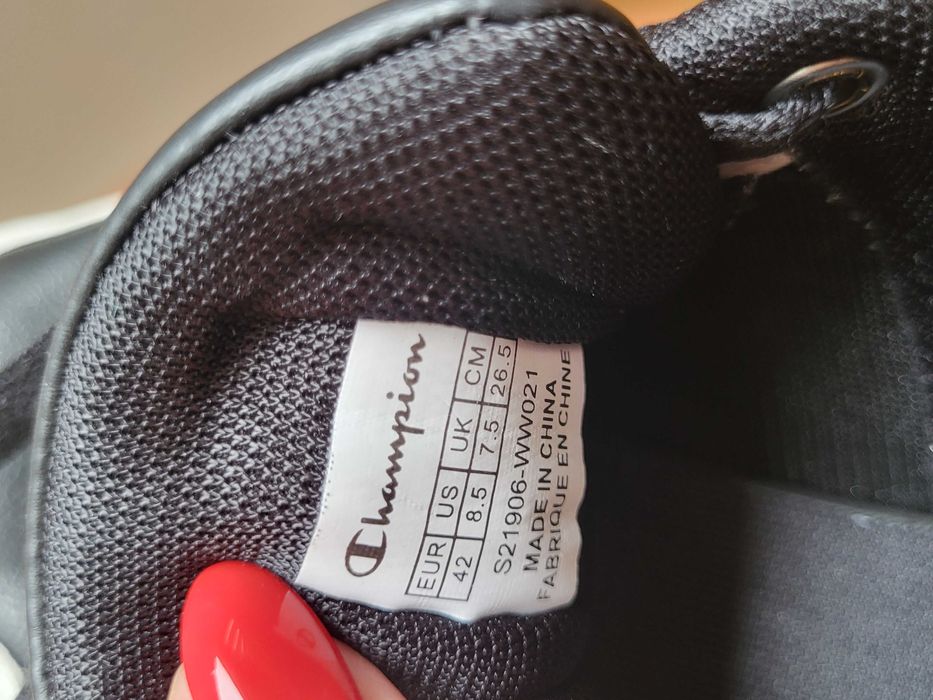 Champion
EUR US UK CM
42 8.5 7.5 26.5
S21906-WW021
MADE IN CHINA
FABRIQUE EN CHINE